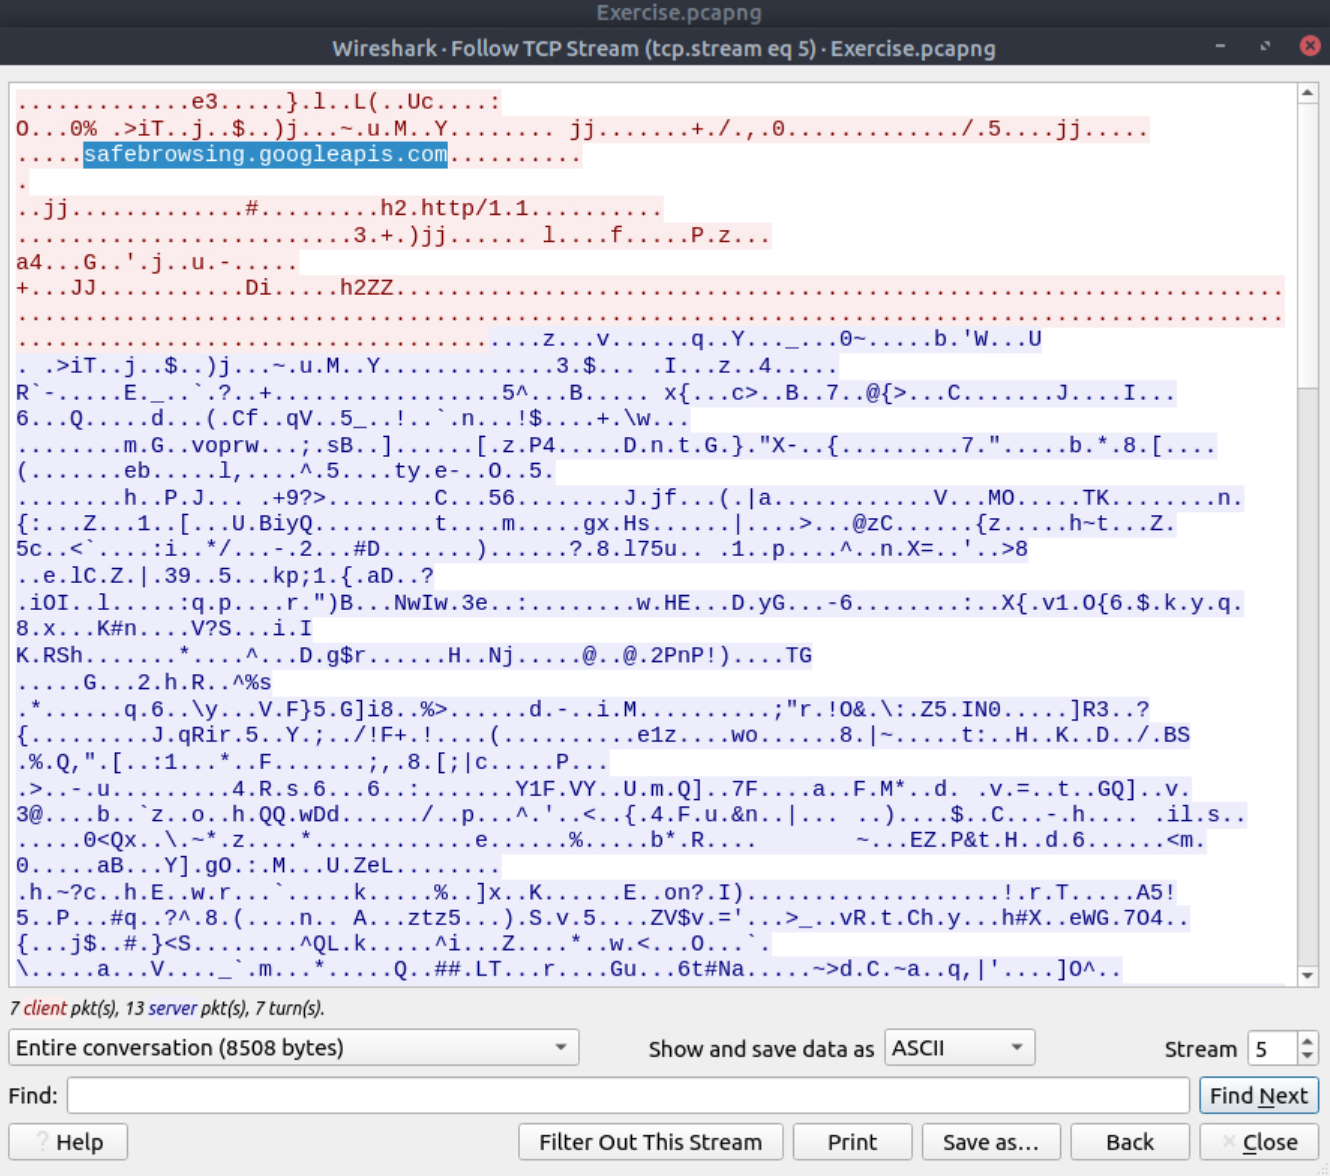 Exercise.pcapng
Wireshark · Follow TCP Stream (tcp.stream eq 5) · Exercise.pcapng
.............e3.....}.l..L(..Uc....:
O...0% .>iT..j..$..)j...~.u.M..Y........ jj.......+./.,.0............./.5....jj.....
.....safebrowsing.googleapis.com..........
.
..jj.............#.........h2.http/1.1..........
.........................3.+.)jj...... l....f.....P.z...
a4...G..'.j..u.-.....
+...JJ...........Di.....h2ZZ..................................................................
..............................................................................................
.......................................z...v......q..Y..._...0~.....b.'W...U
. .>iT..j..$..)j...~.u.M..Y.............3.$... .I...z..4.....
R`-.....E._..`.?..+.................5^...B..... x{...c>..B..7..@{>...C.......J....I...
6...Q.....d...(.Cf..qV..5_..!..`.n...!$....+.\w...
........m.G..voprw...;.sB..]......[.z.P4.....D.n.t.G.}."X-..{.........7.".....b.*.8.[....
(.......eb.....l,....^.5....ty.e-..O..5.
........h..P.J... .+9?>........C...56........J.jf...( |a............V...MO.....TK........n.
{:...Z...1..[...U.BiyQ.........t....m.....gx.Hs..... |....>...@zC......{z.....h~t...Z.
5c..<`....:i..*/...-.2...#D.......)......?.8.l75u.. .1..p....^..n.X=..'..>8
..e.lC.Z.|.39..5...kp;1.{.aD..?
.iOI..l.....:q.p....r.")B...NwIw.3e..:........w.HE...D.yG...-6........:..X{.v1.O{6.$.k.y.q.
8.x...K#n....V?S...i.I
K.RSh.......*....^...D.g$r......H..Nj.....@..@.2PnP!)....TG
.....G...2.h.R..^%s
.*......q.6..\y...V.F}5.G]i8..%>......d.-..i.M..........;"r.!O&.\:.Z5.IN0.....]R3..?
{.........J.qRir.5..Y.;../!F+.!....(..........e1z....wo......8.|~.....t:..H..K..D../.BS
.%.Q,".[..:1...*..F.......;,.8.[;|c.....P...
.>..-.u.........4.R.s.6...6..:.......Y1F.VY..U.m.Q]..7F....a..F.M*..d. .v.=..t..GQ]..v.
3@....b..`z..o..h.QQ.wDd....../..p...^.'..<..{.4.F.u.&n..|... ..)....$..C...-.h.... .il.s..
.....0<Qx..\.~*.z....*............e......%.....b*.R.... ~...EZ.P&t.H..d.6......<m.
0.....aB...Y].gO.:.M...U.ZeL........
.h.~?c..h.E..w.r...`.....k.....%..]x..K......E..on?.I)...................!.r.T.....A5!
5..P...#q..?^.8.(....n.. A...ztz5...).S.v.5....ZV$v.='...>_..vR.t.Ch.y...h#X..eWG.7O4..
{...j$..#.}<S........^QL.k.....^i...Z....*..w.<...O...`.
\.....a...V...._`.m...*.....Q..##.LT...r....Gu...6t#Na.....~>d.C.~a..q,|'....]O^..
7 client pkt(s), 13 server pkt(s), 7 turn(s).
Entire conversation (8508 bytes)
Show and save data as
ASCII
Stream
5
Find:
Find Next
? Help
Filter Out This Stream
Print
Save as...
Back
Close